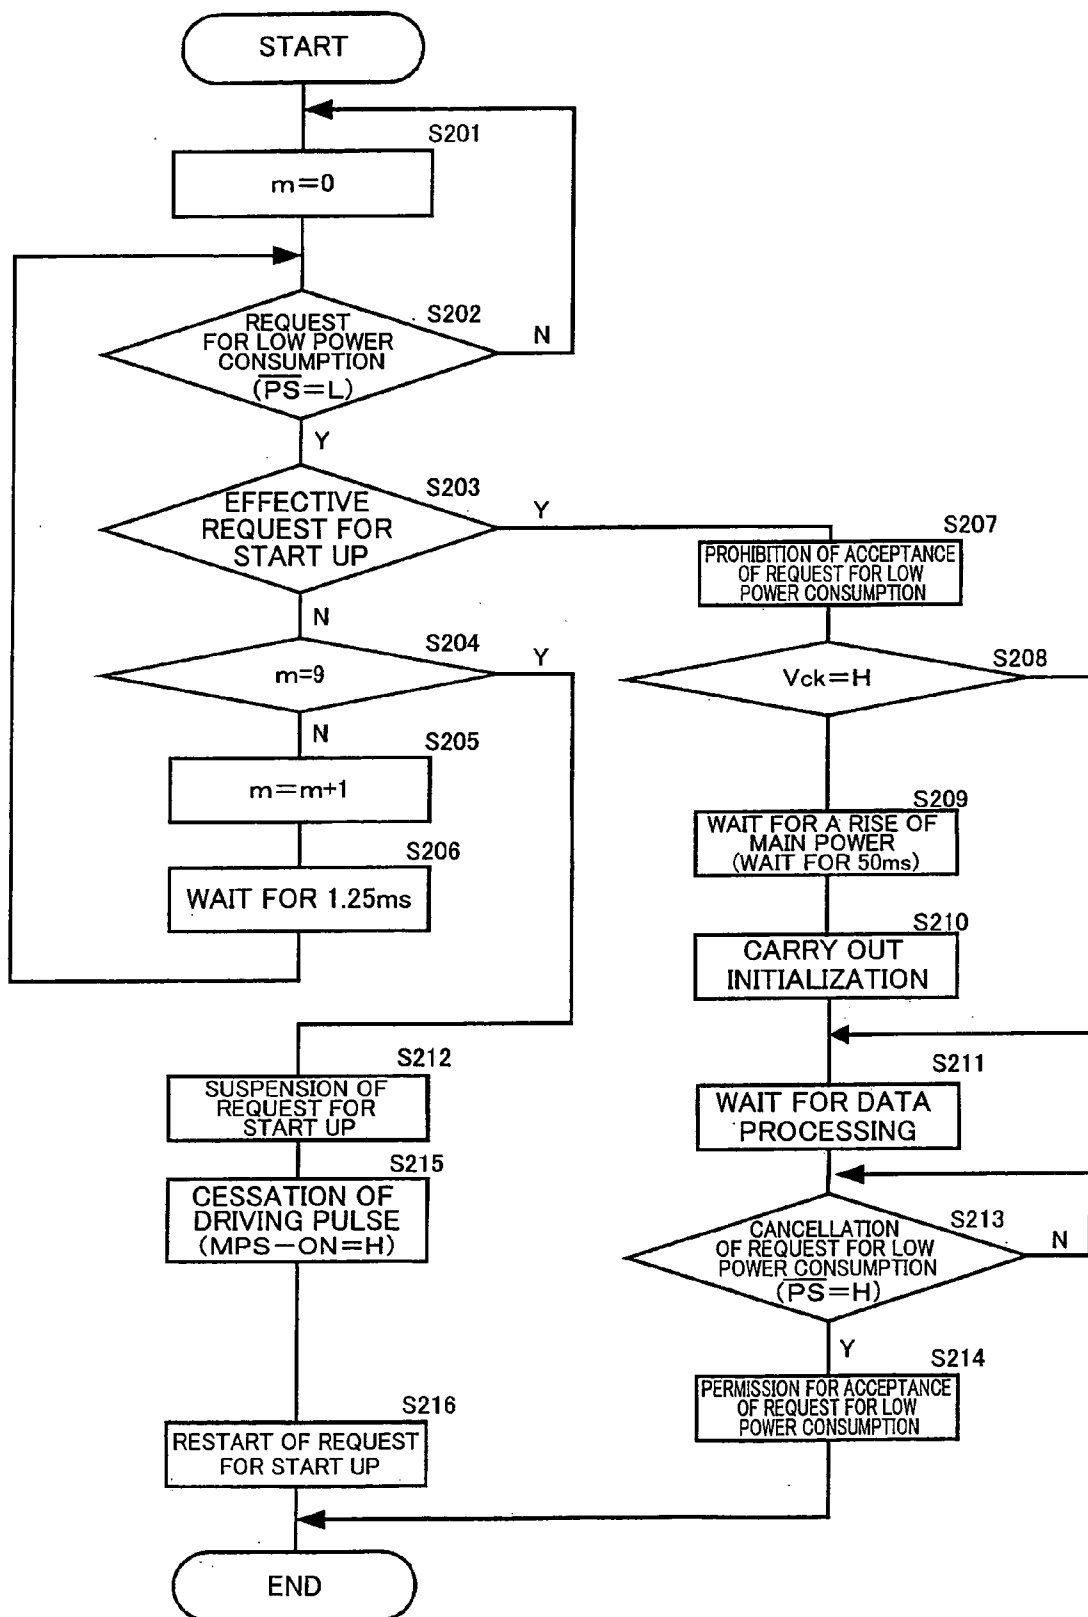 START
S201
m=0
S202
REQUEST
FOR LOW POWER
CONSUMPTION
(P̅S̅=L)
N
Y
S203
EFFECTIVE
REQUEST FOR
START UP
Y
N
S204
m=9
Y
N
S205
m=m+1
S206
WAIT FOR 1.25ms
S207
PROHIBITION OF ACCEPTANCE
OF REQUEST FOR LOW
POWER CONSUMPTION
S208
Vck=H
S209
WAIT FOR A RISE OF
MAIN POWER
(WAIT FOR 50ms)
S210
CARRY OUT
INITIALIZATION
S211
WAIT FOR DATA
PROCESSING
S212
SUSPENSION OF
REQUEST FOR
START UP
S215
CESSATION OF
DRIVING PULSE
(MPS-ON=H)
S213
CANCELLATION
OF REQUEST FOR LOW
POWER CONSUMPTION
(P̅S̅=H)
N
Y
S214
PERMISSION FOR ACCEPTANCE
OF REQUEST FOR LOW
POWER CONSUMPTION
S216
RESTART OF REQUEST
FOR START UP
END